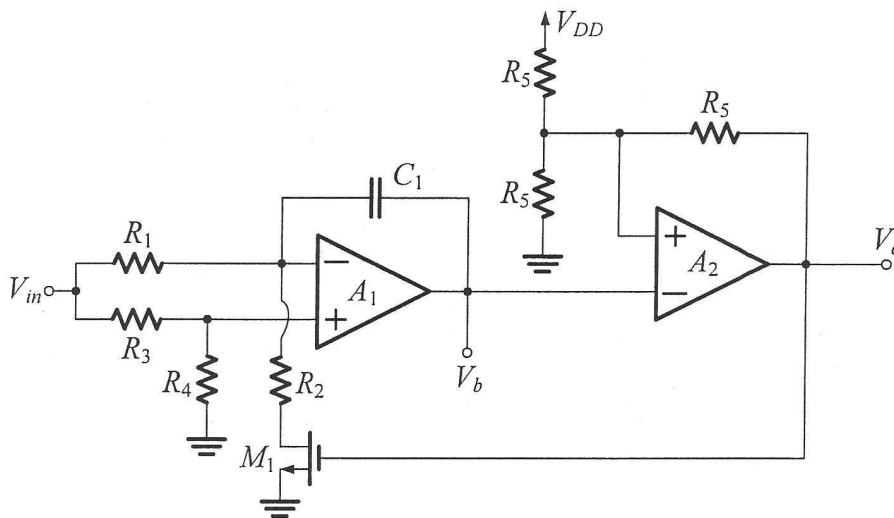 V_DD
R_5
R_5
R_5
C_1
R_1
−
+
A_2
V_in
A_1
−
+
R_3
V_b
R_4
R_2
M_1